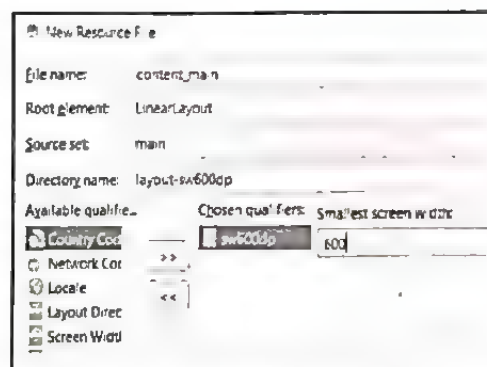 New Resource File
File name: content_main
Root element: LinearLayout
Source set: main
Directory name: layout-sw600dp
Available qualifie... Chosen qualifiers: Smallest screen width:
Country Cod sw600dp 600
Network Cor >>
Locale <<
Layout Direc
Screen Widtl